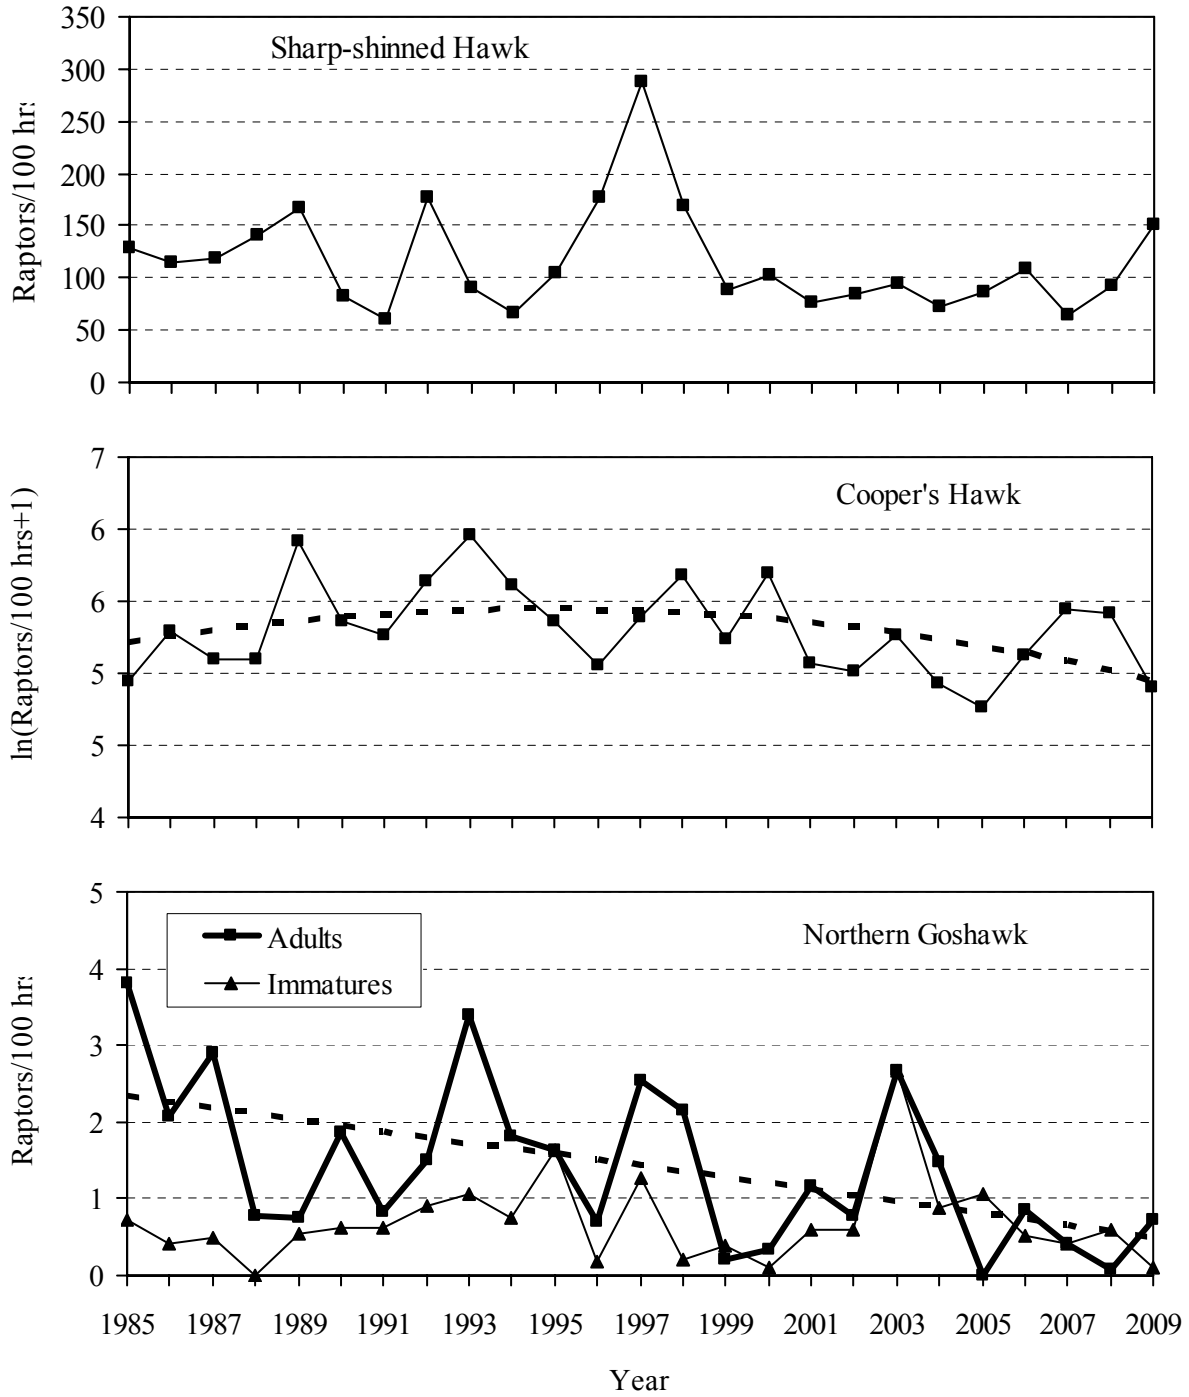 350
Sharp-shinned Hawk
300
250
200
150
100
50
0
Raptors/100 hrs
7
Cooper's Hawk
6
6
5
5
4
ln(Raptors/100 hrs+1)
5
Adults
Northern Goshawk
4
Immatures
3
2
1
0
Raptors/100 hrs
1985 1987 1989 1991 1993 1995 1997 1999 2001 2003 2005 2007 2009
Year